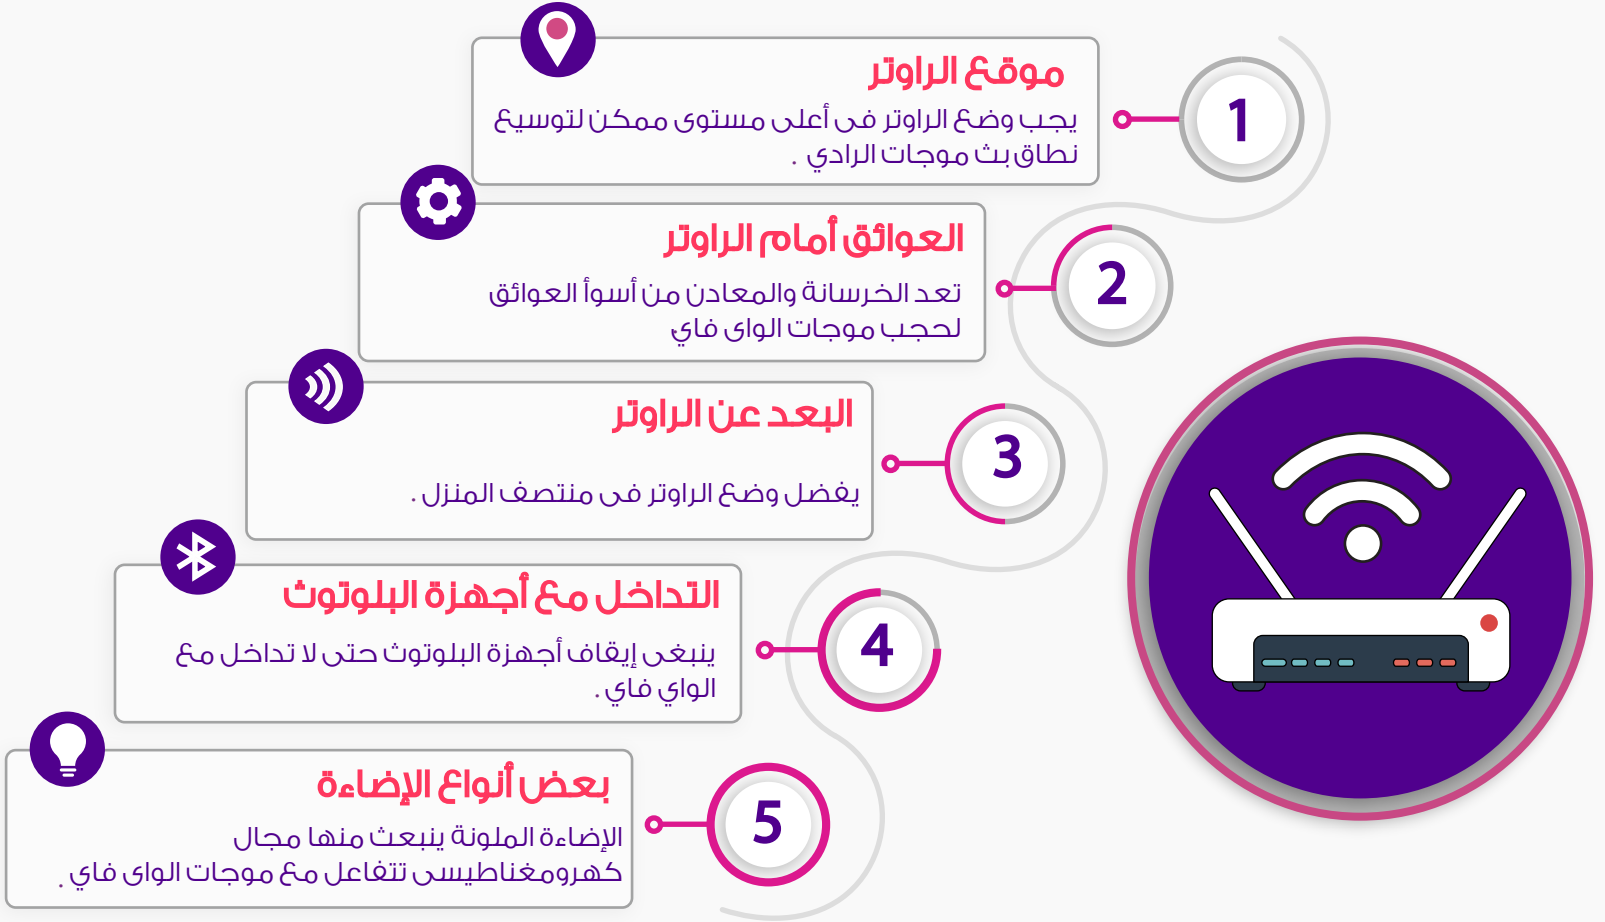 1
موقع الراوتر
يجب وضع الراوتر فى أعلى مستوى ممكن لتوسيع
نطاق بث موجات الرادي .
2
العوائق أمام الراوتر
تعد الخرسانة والمعادن من أسوأ العوائق
لحجب موجات الواى فاي
3
البعد عن الراوتر
يفضل وضع الراوتر فى منتصف المنزل .
4
التداخل مع أجهزة البلوتوث
ينبغى إيقاف أجهزة البلوتوث حتى لا تداخل مع
الواي فاي .
5
بعض أنواع الإضاءة
الإضاءة الملونة ينبعث منها مجال
كهرومغناطيسى تتفاعل مع موجات الواى فاي .